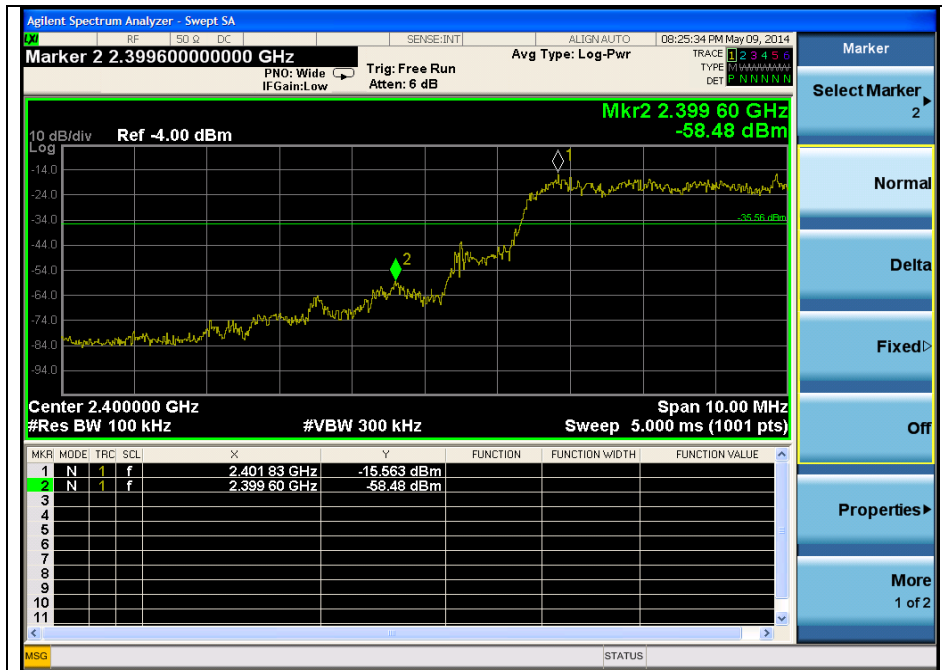 Agilent Spectrum Analyzer - Swept SA
LXI RF 50 Ω DC SENSE:INT ALIGN AUTO 08:25:34 PM May 09, 2014
Marker 2 2.399600000000 GHz
PNO: Wide
IFGain:Low
Trig: Free Run
Atten: 6 dB
Avg Type: Log-Pwr
TRACE 1 2 3 4 5 6
TYPE M W W W W W
DET P N N N N N
Mkr2 2.399 60 GHz
-58.48 dBm
10 dB/div Ref -4.00 dBm
Log
-14.0
-24.0
-34.0
-44.0
-54.0
-64.0
-74.0
-84.0
-94.0
1
-35.56 dBm
2
Center 2.400000 GHz Span 10.00 MHz
#Res BW 100 kHz #VBW 300 kHz Sweep 5.000 ms (1001 pts)
MKR MODE TRC SCL X Y FUNCTION FUNCTION WIDTH FUNCTION VALUE
1 N 1 f 2.401 83 GHz -15.563 dBm
2 N 1 f 2.399 60 GHz -58.48 dBm
3
4
5
6
7
8
9
10
11
MSG STATUS
Marker
Select Marker
2
Normal
Delta
Fixed
Off
Properties
More
1 of 2